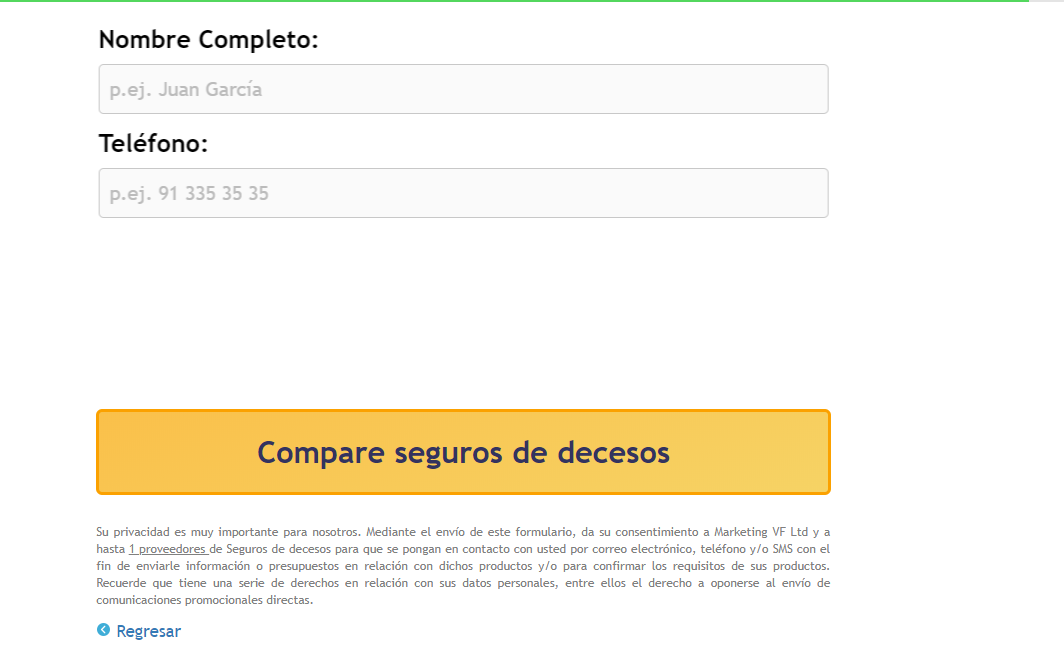 Nombre Completo:
p.ej. Juan García
Teléfono:
p.ej. 91 335 35 35
Compare seguros de decesos
Su privacidad es muy importante para nosotros. Mediante el envío de este formulario, da su consentimiento a Marketing VF Ltd y a
hasta 1 proveedores de Seguros de decesos para que se pongan en contacto con usted por correo electrónico, teléfono y/o SMS con el
fin de enviarle información o presupuestos en relación con dichos productos y/o para confirmar los requisitos de sus productos.
Recuerde que tiene una serie de derechos en relación con sus datos personales, entre ellos el derecho a oponerse al envío de
comunicaciones promocionales directas.
Regresar